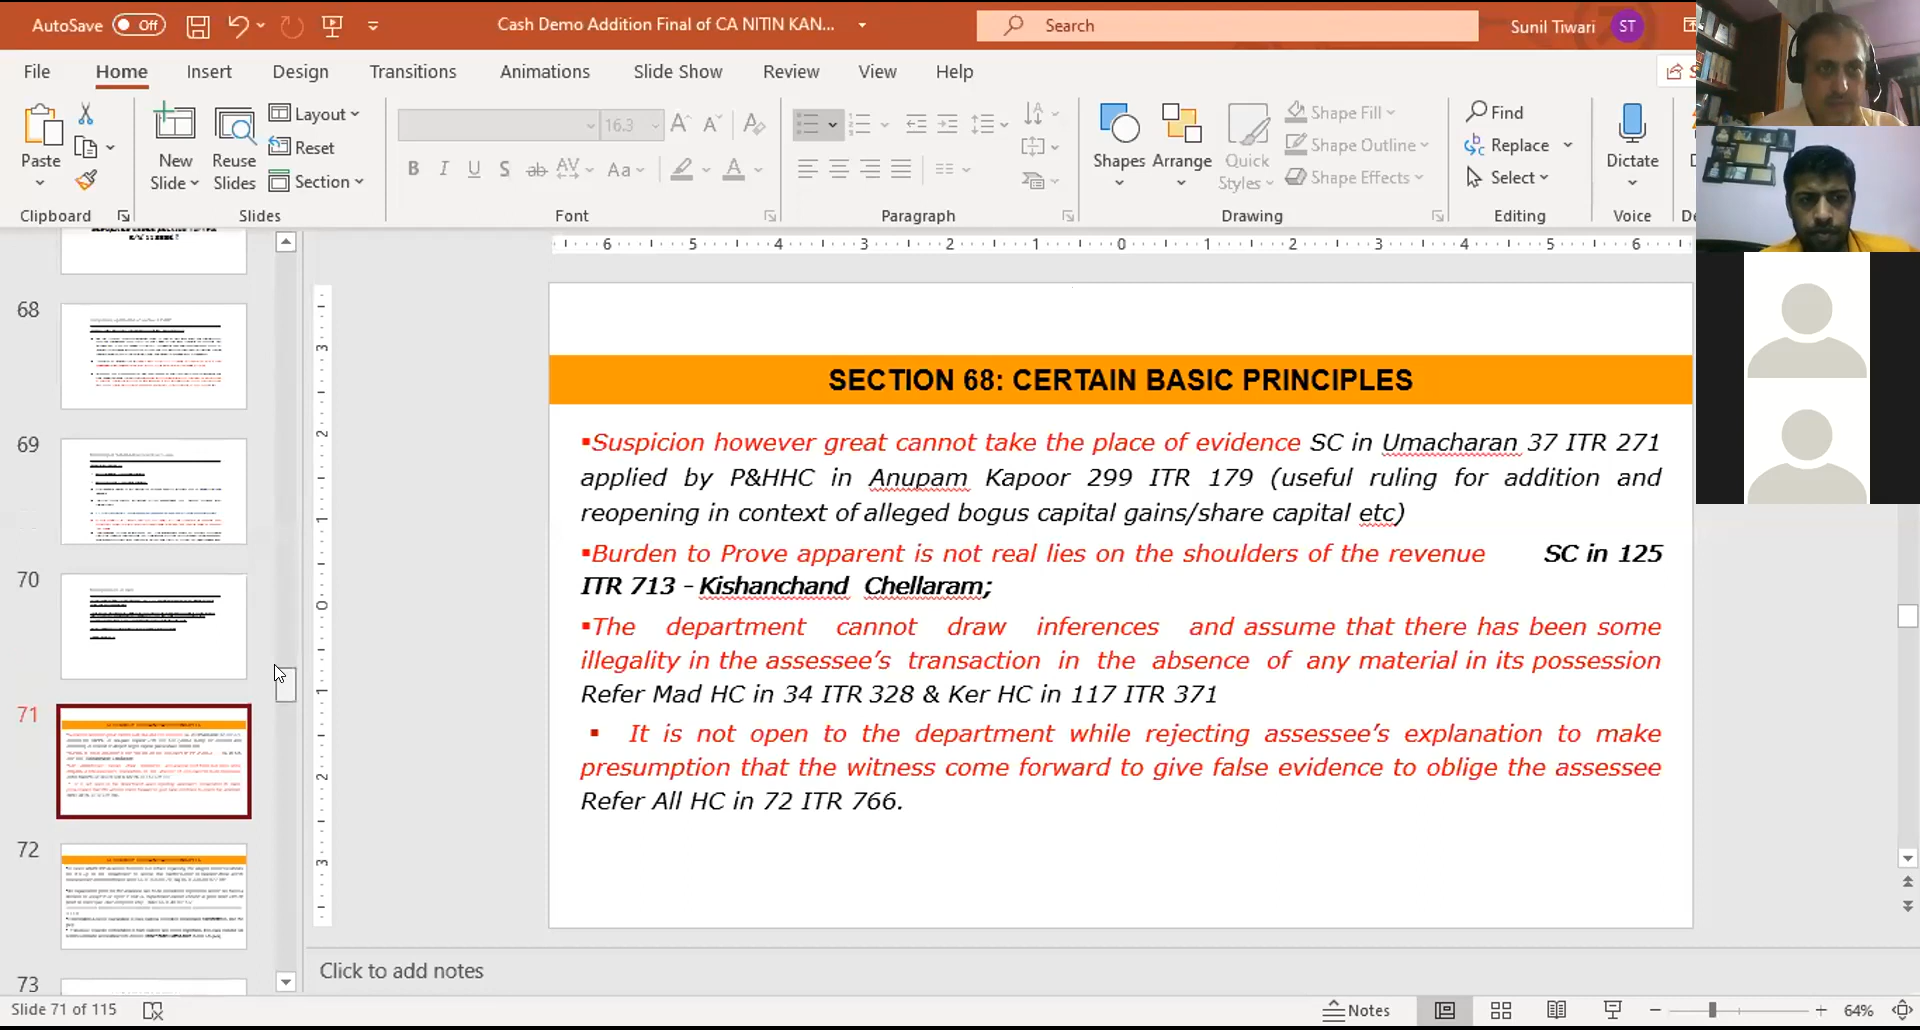 AutoSave Off Cash Demo Addition Final of CA NITIN KAN... Search Sunil Tiwari ST
File Home Insert Design Transitions Animations Slide Show Review View Help
Paste New Slide Reuse Slides Layout Reset Section 16.3 Shapes Arrange Quick Styles Shape Fill Shape Outline Shape Effects Find Replace Select Dictate
Clipboard Slides Font Paragraph Drawing Editing Voice
68
69
70
71
72
73
SECTION 68: CERTAIN BASIC PRINCIPLES
▪Suspicion however great cannot take the place of evidence SC in Umacharan 37 ITR 271
applied by P&HHC in Anupam Kapoor 299 ITR 179 (useful ruling for addition and
reopening in context of alleged bogus capital gains/share capital etc)
▪Burden to Prove apparent is not real lies on the shoulders of the revenue SC in 125
ITR 713 - Kishanchand Chellaram;
▪The department cannot draw inferences and assume that there has been some
illegality in the assessee’s transaction in the absence of any material in its possession
Refer Mad HC in 34 ITR 328 & Ker HC in 117 ITR 371
▪ It is not open to the department while rejecting assessee’s explanation to make
presumption that the witness come forward to give false evidence to oblige the assessee
Refer All HC in 72 ITR 766.
Click to add notes
Slide 71 of 115 Notes 64%